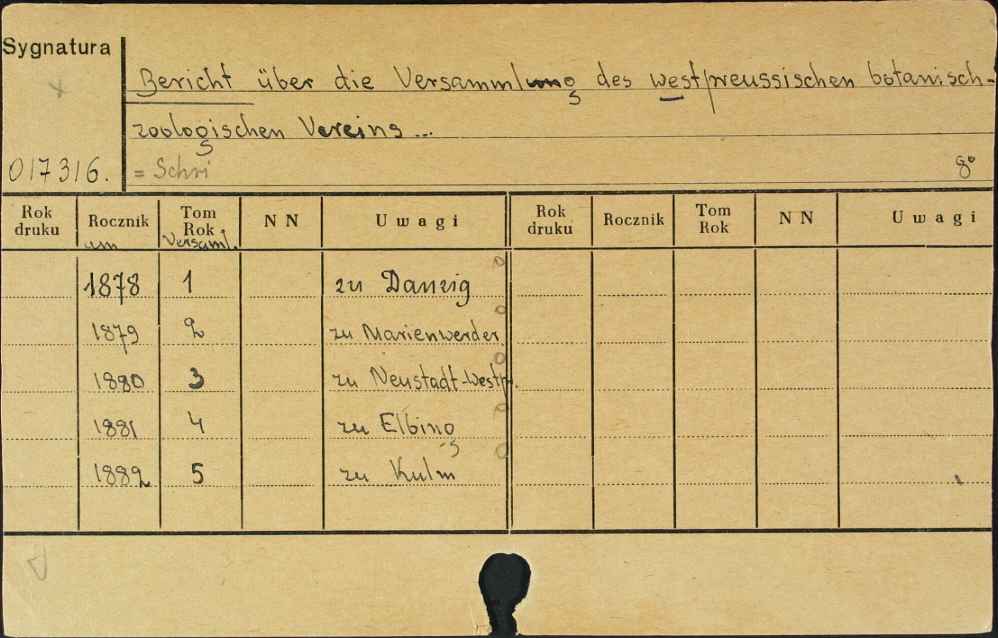 Sygnatura
Bericht über die Versammlung des westpreussischen botanisch-
zoologischen Vereins ...
017316. = Schri 8°
Rok druku Rocznik Tom Rok NN Uwagi Rok druku Rocznik Tom Rok NN Uwagi
Versaml.
1878 1 zu Danzig
1879 2 zu Marienwerder
1880 3 zu Neustadt-Westpr.
1881 4 zu Elbing
1882 5 zu Kulm